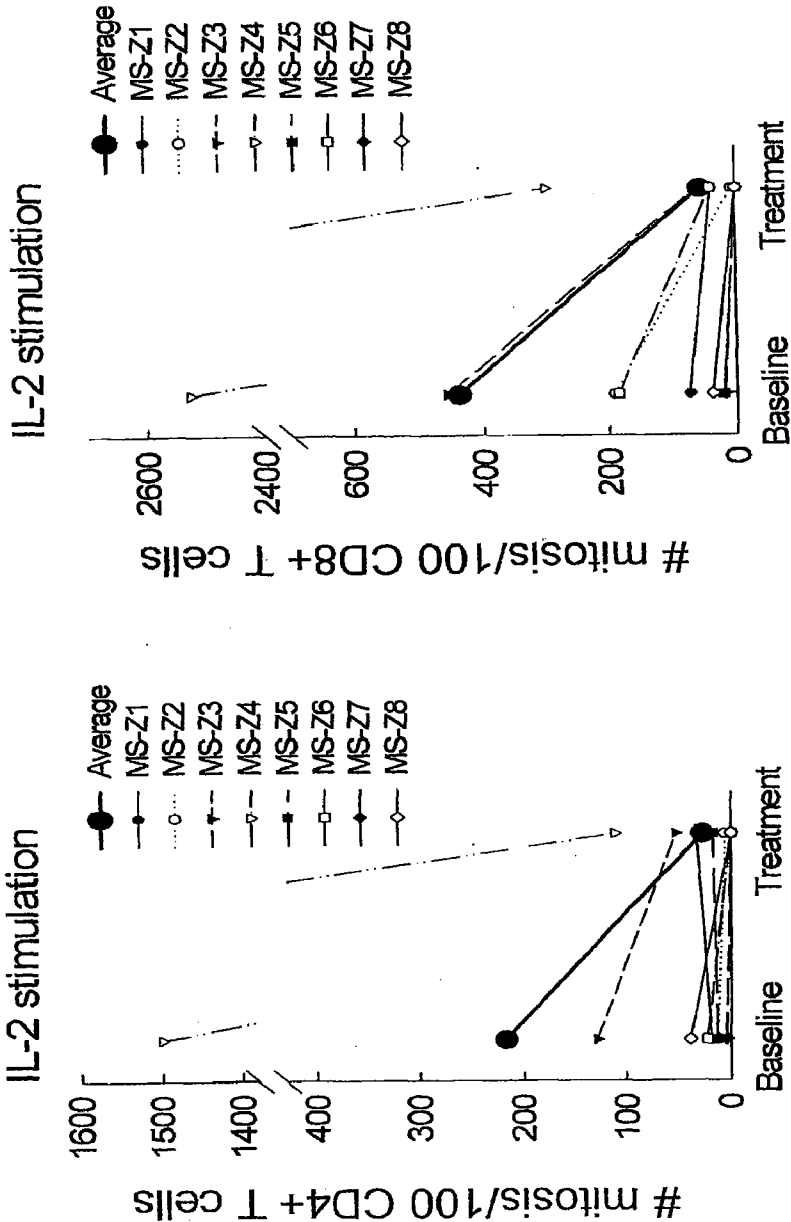 IL-2 stimulation
# mitosis/100 CD4+ T cells
1600
1500
1400
400
300
200
100
0
Baseline
Treatment
Average
MS-Z1
MS-Z2
MS-Z3
MS-Z4
MS-Z5
MS-Z6
MS-Z7
MS-Z8
IL-2 stimulation
# mitosis/100 CD8+ T cells
2600
2400
600
400
200
0
Baseline
Treatment
Average
MS-Z1
MS-Z2
MS-Z3
MS-Z4
MS-Z5
MS-Z6
MS-Z7
MS-Z8